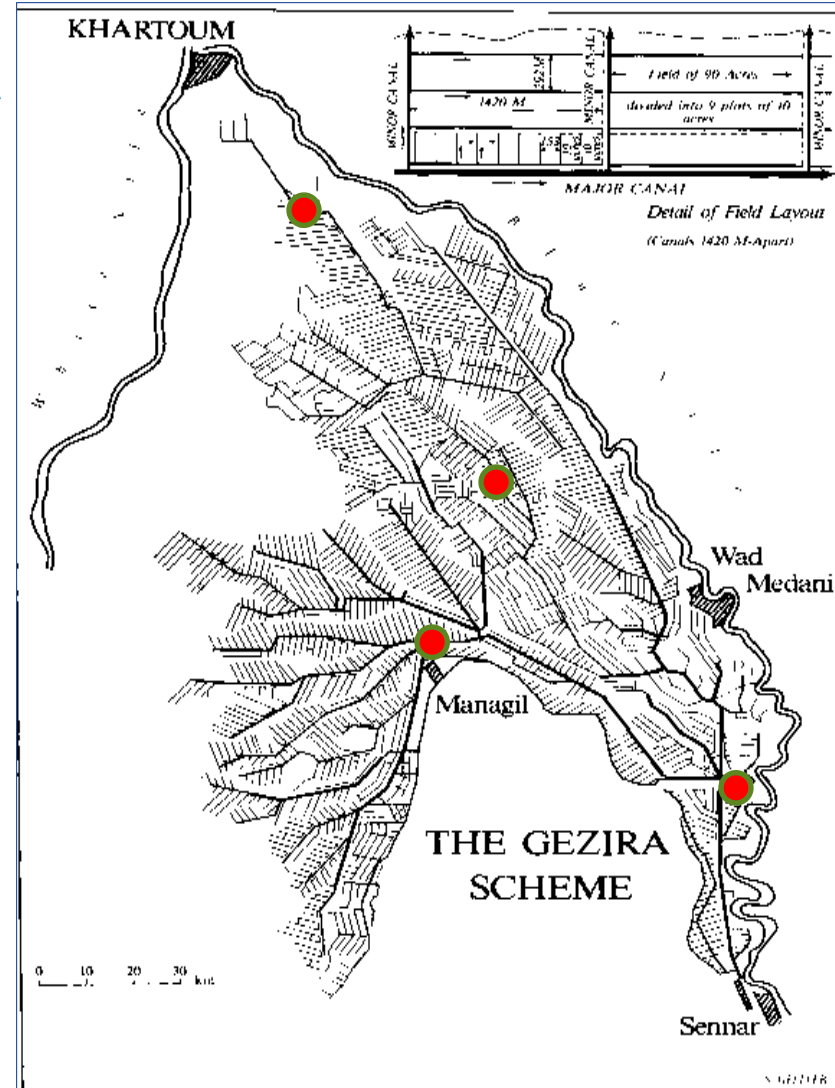 KHARTOUM
MINOR CANAL
MINOR CANAL
MINOR CANAL
1420 M
Field of 90 Acres
divided into 9 plots of 10
acres
MAJOR CANAL
Detail of Field Layout
(Canals 1420 M-Apart)
Wad
Medani
Managil
THE GEZIRA
SCHEME
0 10 20 30 km
Sennar